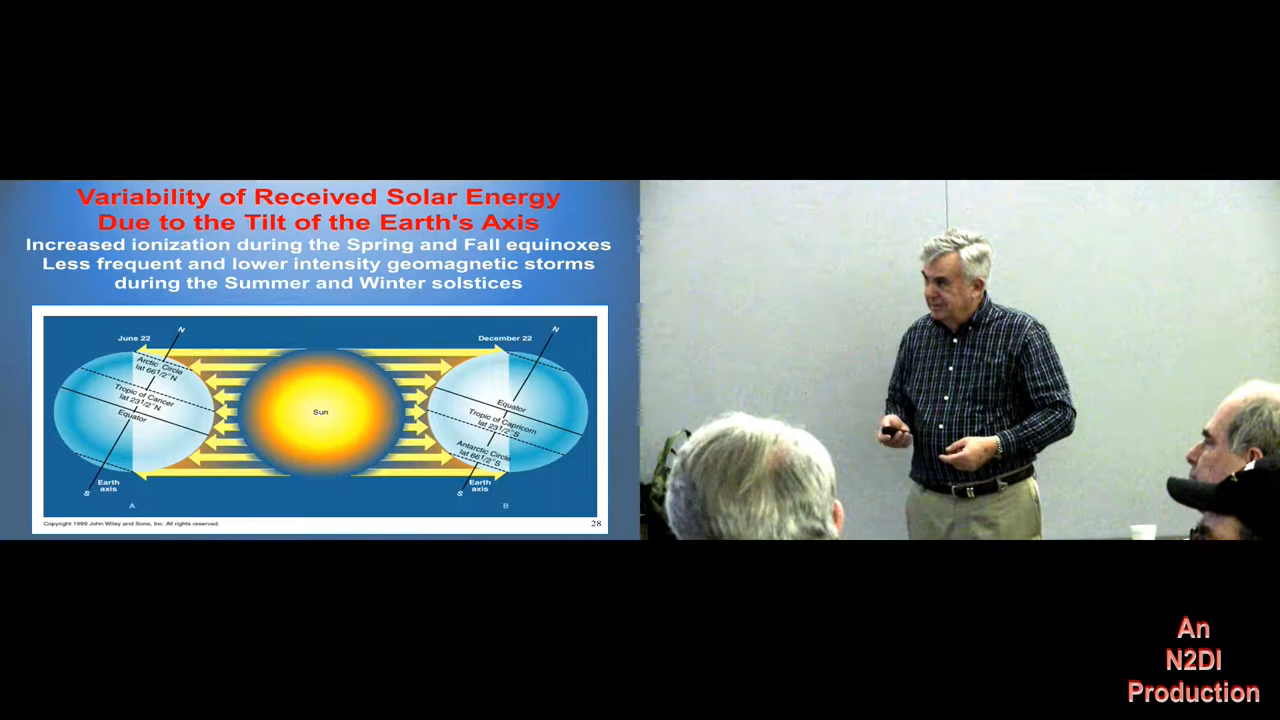 Variability of Received Solar Energy
Due to the Tilt of the Earth's Axis
Increased ionization during the Spring and Fall equinoxes
Less frequent and lower intensity geomagnetic storms
during the Summer and Winter solstices
June 22
N
Arctic Circle
lat 66 1/2° N
Tropic of Cancer
lat 23 1/2° N
Equator
S
Earth
axis
A
Sun
December 22
N
Equator
Tropic of Capricorn
lat 23 1/2° S
Antarctic Circle
lat 66 1/2° S
S
Earth
axis
B
Copyright 1999 John Wiley and Sons, Inc. All rights reserved.
28
An
N2DI
Production